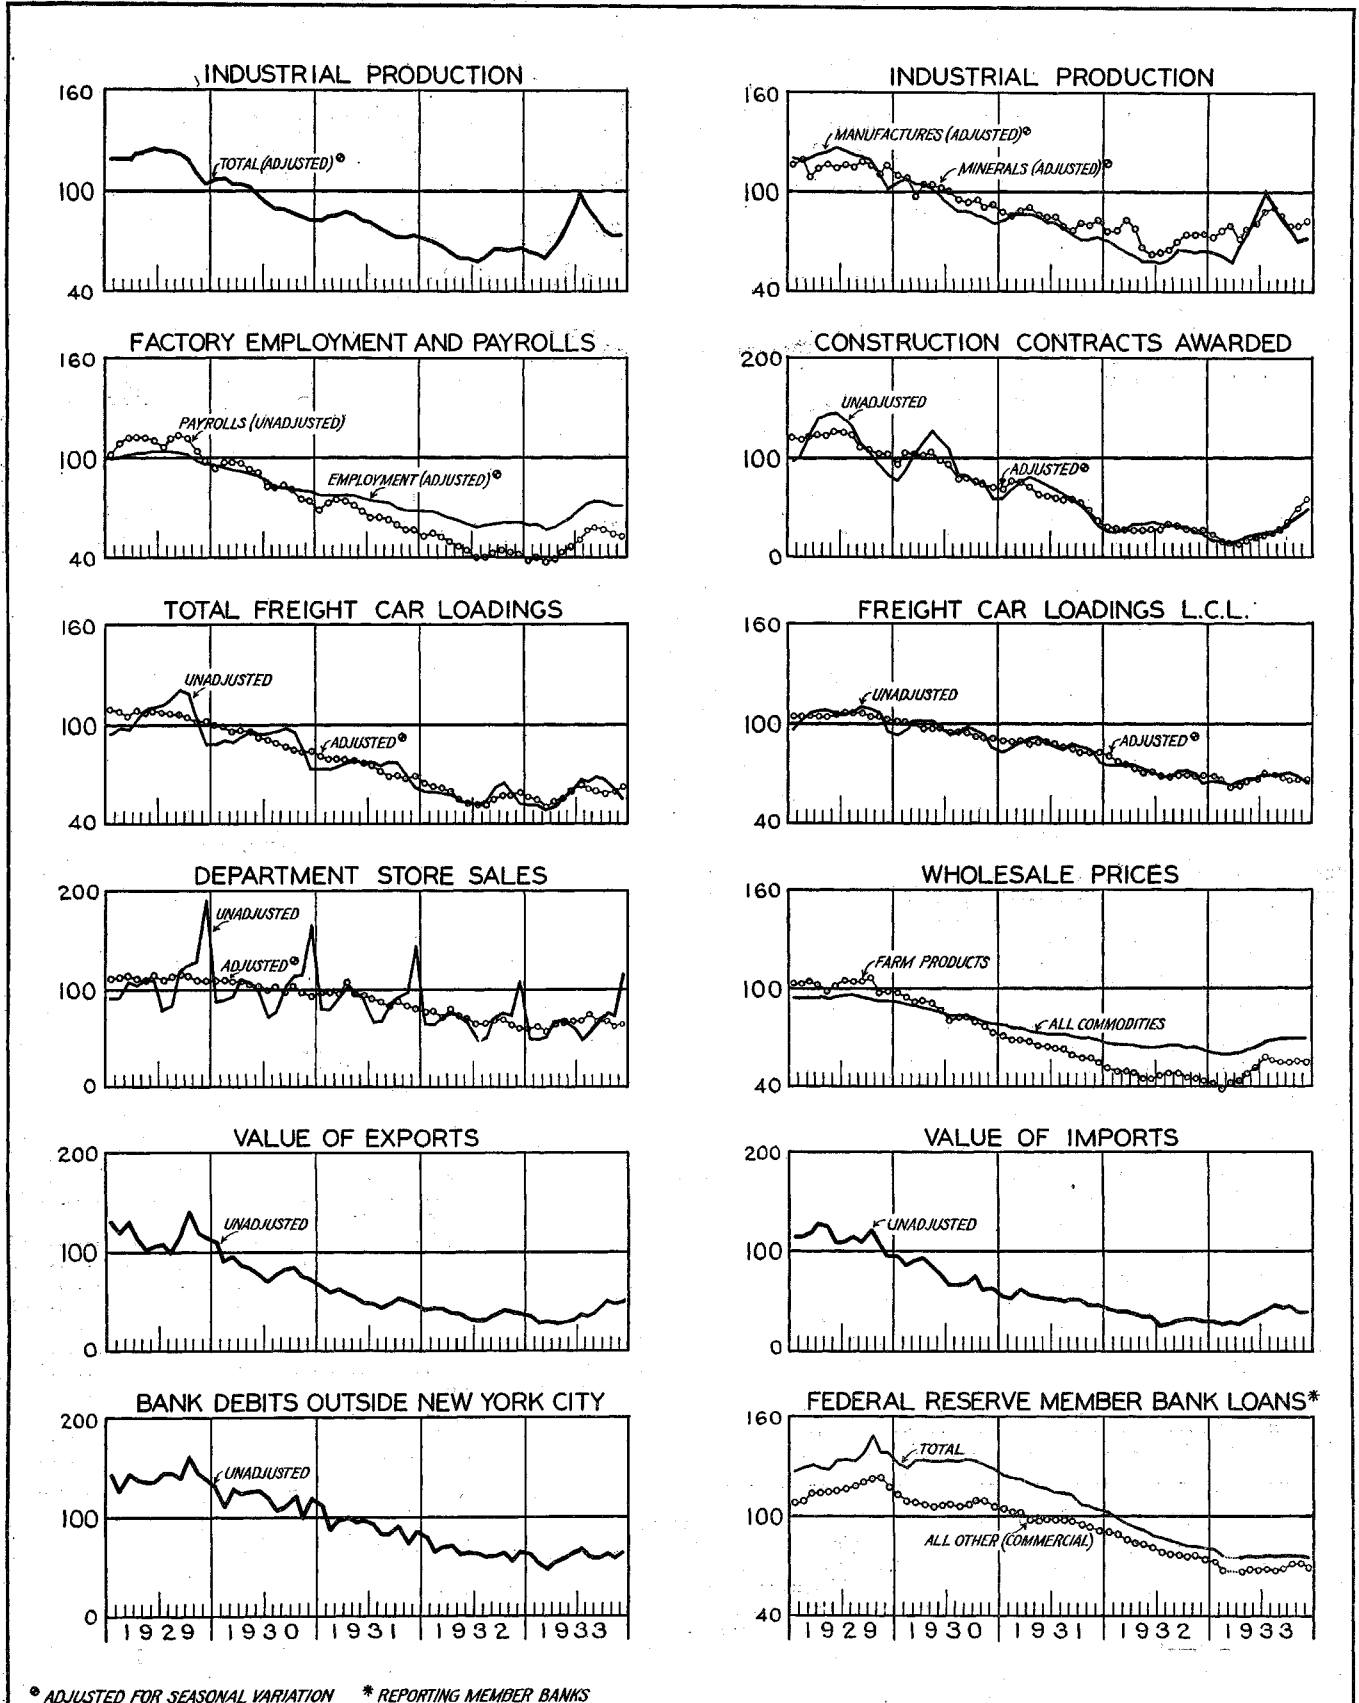 INDUSTRIAL PRODUCTION
160
TOTAL (ADJUSTED)⊘
100
40
INDUSTRIAL PRODUCTION
160
MANUFACTURES (ADJUSTED)⊘
MINERALS (ADJUSTED)⊘
100
40
FACTORY EMPLOYMENT AND PAYROLLS
160
PAYROLLS (UNADJUSTED)
100
EMPLOYMENT (ADJUSTED)⊘
40
CONSTRUCTION CONTRACTS AWARDED
200
UNADJUSTED
100
ADJUSTED⊘
0
TOTAL FREIGHT CAR LOADINGS
160
UNADJUSTED
100
ADJUSTED⊘
40
FREIGHT CAR LOADINGS L.C.L.
160
UNADJUSTED
100
ADJUSTED⊘
40
DEPARTMENT STORE SALES
200
UNADJUSTED
ADJUSTED⊘
100
0
WHOLESALE PRICES
160
FARM PRODUCTS
100
ALL COMMODITIES
40
VALUE OF EXPORTS
200
UNADJUSTED
100
0
VALUE OF IMPORTS
200
UNADJUSTED
100
0
BANK DEBITS OUTSIDE NEW YORK CITY
200
UNADJUSTED
100
0
1929 1930 1931 1932 1933
FEDERAL RESERVE MEMBER BANK LOANS*
160
TOTAL
100
ALL OTHER (COMMERCIAL)
40
1929 1930 1931 1932 1933
⊘ ADJUSTED FOR SEASONAL VARIATION * REPORTING MEMBER BANKS